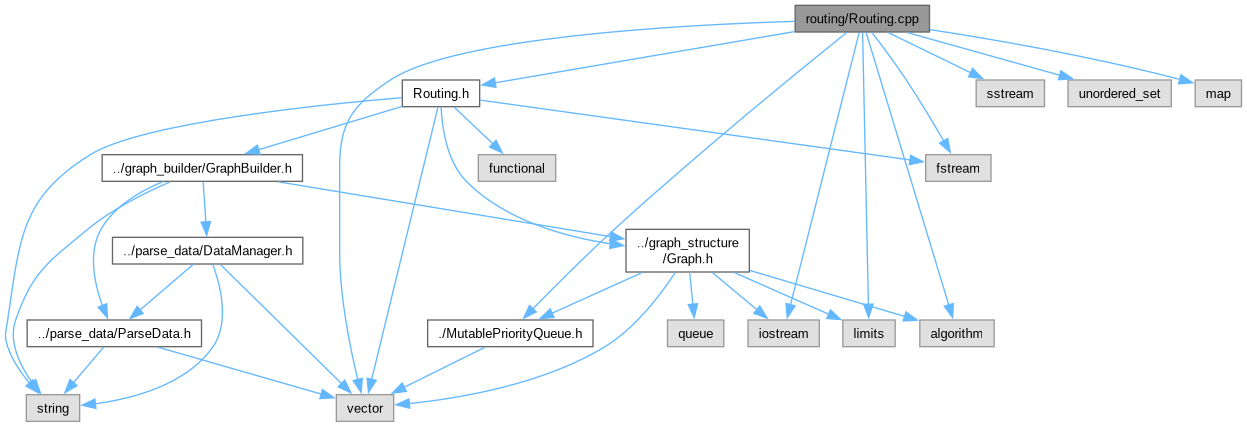 routing/Routing.cpp
Routing.h
sstream
unordered_set
map
../graph_builder/GraphBuilder.h
functional
fstream
../parse_data/DataManager.h
../graph_structure
/Graph.h
../parse_data/ParseData.h
./MutablePriorityQueue.h
queue
iostream
limits
algorithm
string
vector